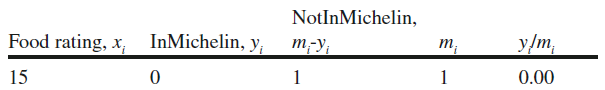 NotInMichelin,
Food rating, xᵢ InMichelin, yᵢ mᵢ-yᵢ mᵢ yᵢ/mᵢ
15 0 1 1 0.00